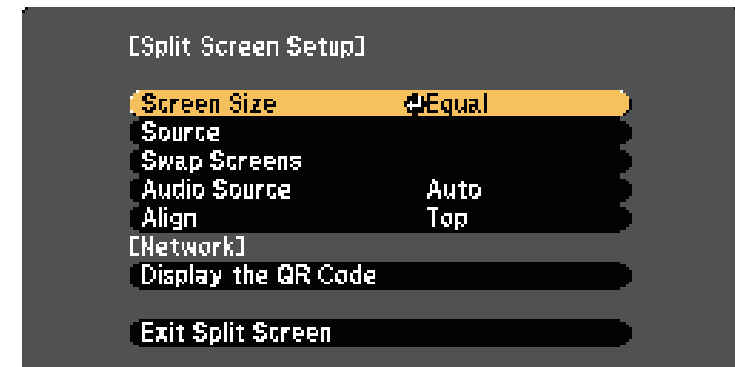 [Split Screen Setup]
Screen Size Equal
Source
Swap Screens
Audio Source Auto
Align Top
[Network]
Display the QR Code
Exit Split Screen